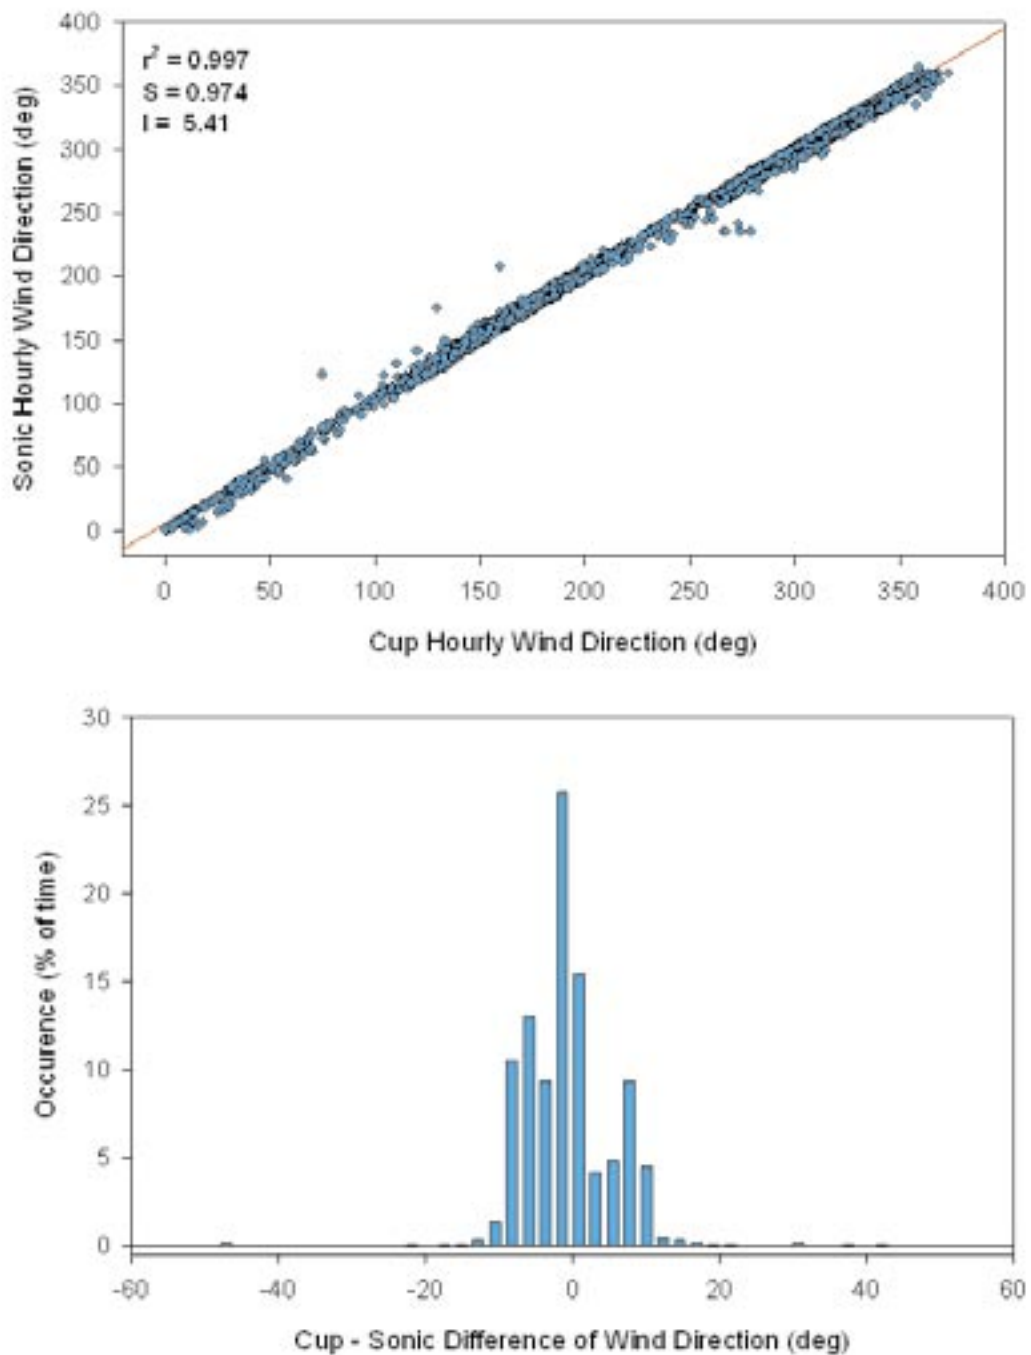 400
350
300
250
200
150
100
50
0
r² = 0.997
S = 0.974
I = 5.41
Sonic Hourly Wind Direction (deg)
0 50 100 150 200 250 300 350 400
Cup Hourly Wind Direction (deg)
30
25
20
15
10
5
0
Occurence (% of time)
-60 -40 -20 0 20 40 60
Cup - Sonic Difference of Wind Direction (deg)